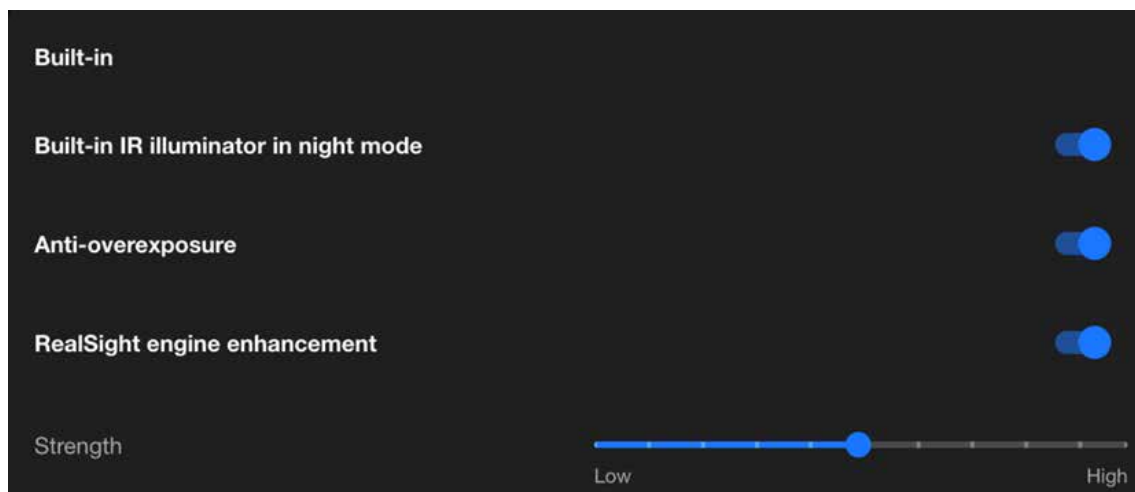 Built-in
Built-in IR illuminator in night mode
Anti-overexposure
RealSight engine enhancement
Strength
Low High